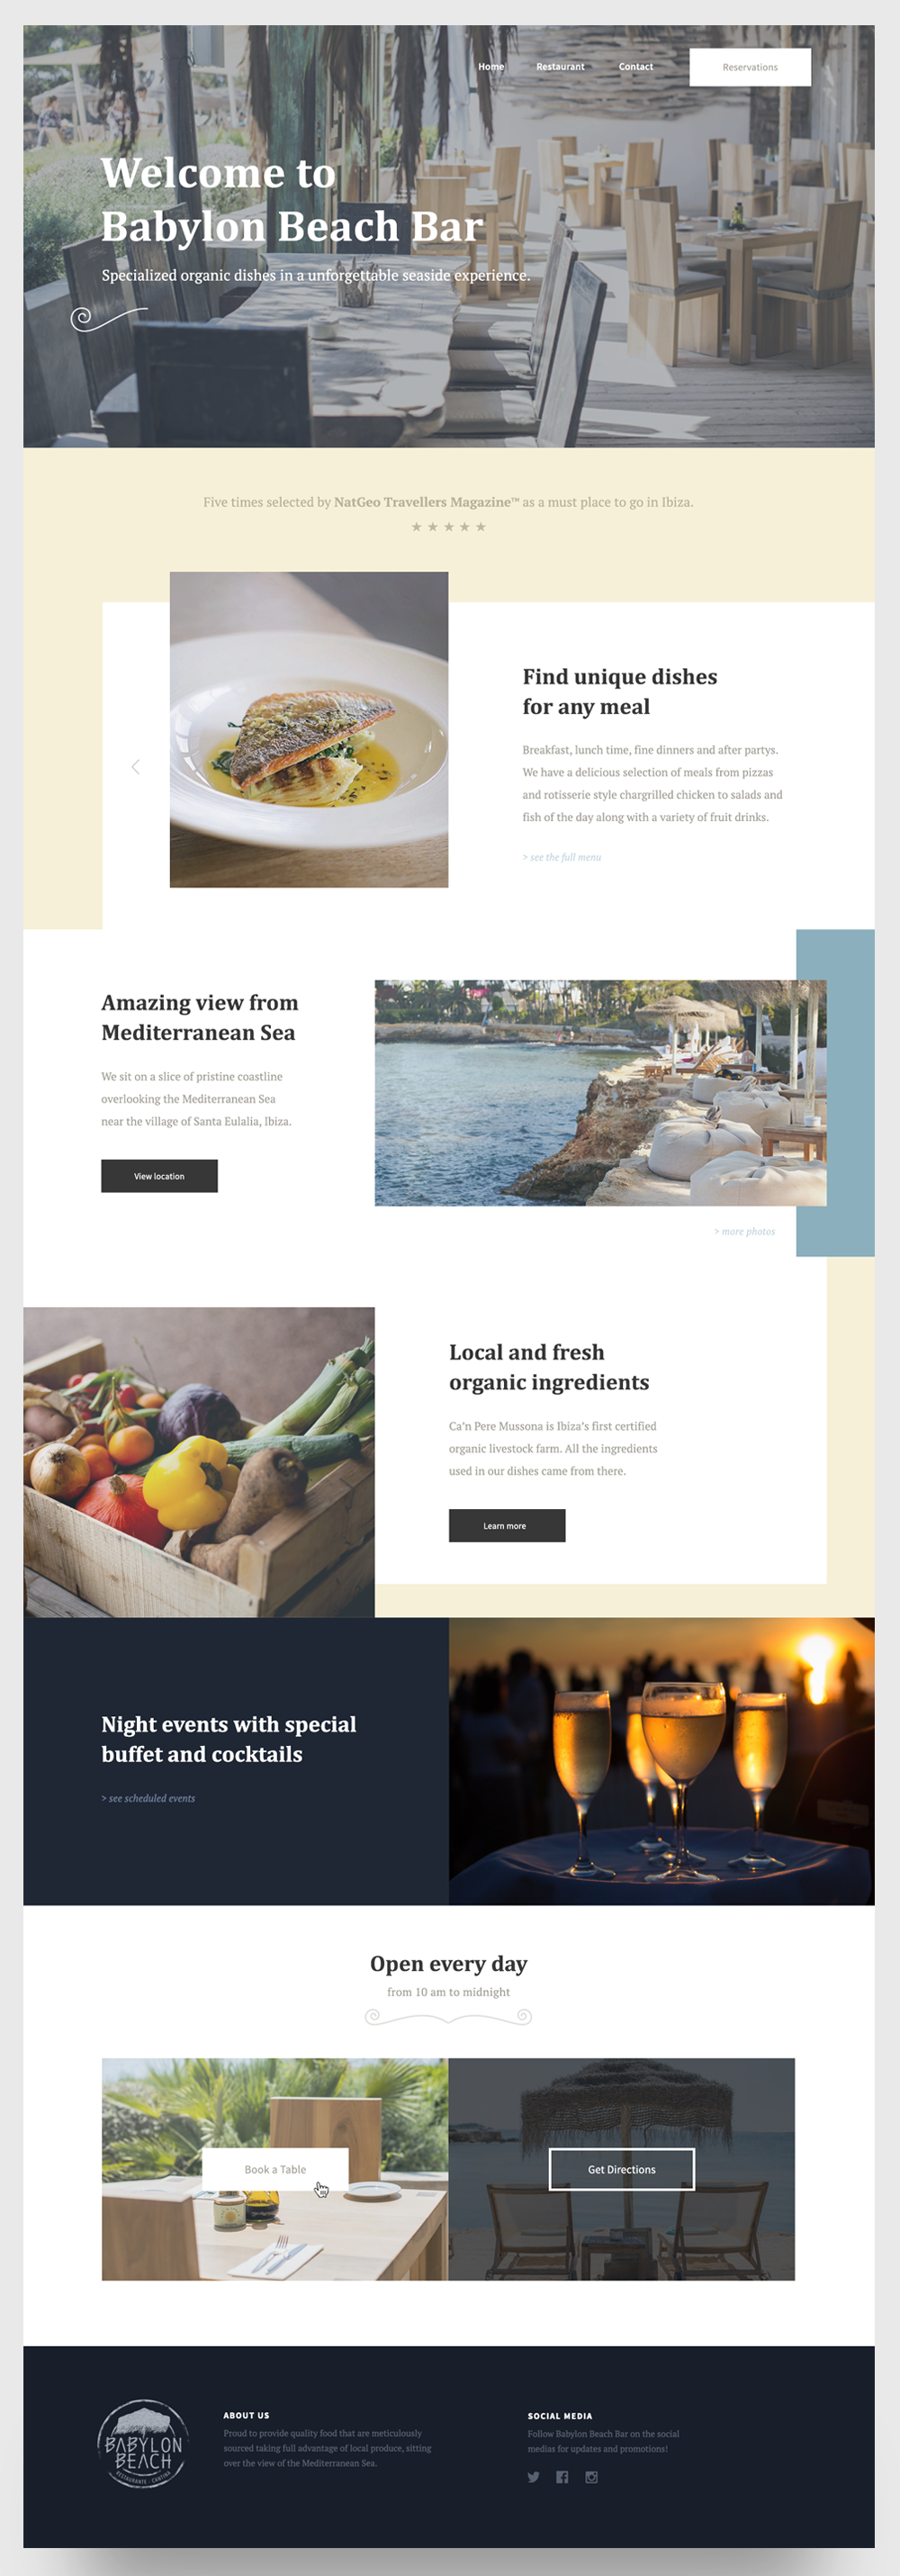 Home Restaurant Contact Reservations
Welcome to
Babylon Beach Bar
Specialized organic dishes in a unforgettable seaside experience.
Five times selected by NatGeo Travellers Magazine™ as a must place to go in Ibiza.
★ ★ ★ ★ ★
Find unique dishes
for any meal
Breakfast, lunch time, fine dinners and after partys.
We have a delicious selection of meals from pizzas
and rotisserie style chargrilled chicken to salads and
fish of the day along with a variety of fruit drinks.
> see the full menu
Amazing view from
Mediterranean Sea
We sit on a slice of pristine coastline
overlooking the Mediterranean Sea
near the village of Santa Eulalia, Ibiza.
View location
> more photos
Local and fresh
organic ingredients
Ca'n Pere Mussona is Ibiza's first certified
organic livestock farm. All the ingredients
used in our dishes came from there.
Learn more
Night events with special
buffet and cocktails
> see scheduled events
Open every day
from 10 am to midnight
Book a Table
Get Directions
BABYLON
BEACH
RESTAURANTE · CANTINA
ABOUT US
Proud to provide quality food that are meticulously
sourced taking full advantage of local produce, sitting
over the view of the Mediterranean Sea.
SOCIAL MEDIA
Follow Babylon Beach Bar on the social
medias for updates and promotions!